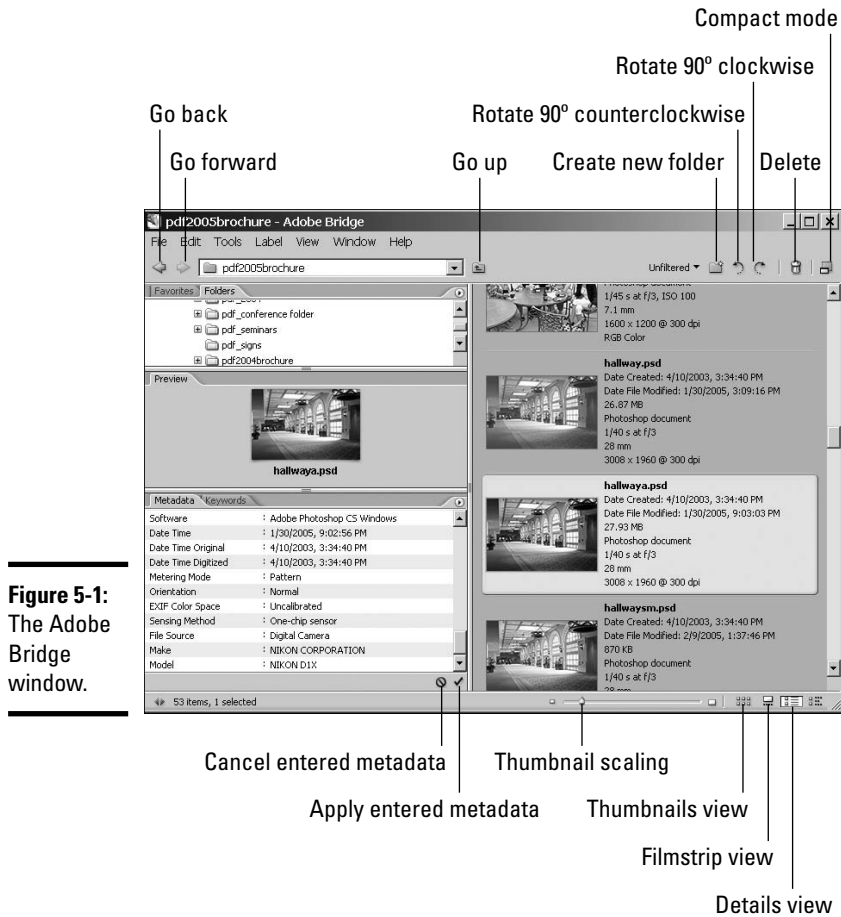 Compact mode
Rotate 90º clockwise
Go back
Rotate 90º counterclockwise
Go forward
Go up
Create new folder
Delete
pdf2005brochure - Adobe Bridge
File Edit Tools Label View Window Help
pdf2005brochure
Unfiltered
Favorites Folders
pdf_2004
pdf_conference folder
pdf_seminars
pdf_signs
pdf2004brochure
Preview
hallwaya.psd
Metadata Keywords
Software : Adobe Photoshop CS Windows
Date Time : 1/30/2005, 9:02:56 PM
Date Time Original : 4/10/2003, 3:34:40 PM
Date Time Digitized : 4/10/2003, 3:34:40 PM
Metering Mode : Pattern
Orientation : Normal
EXIF Color Space : Uncalibrated
Sensing Method : One-chip sensor
File Source : Digital Camera
Make : NIKON CORPORATION
Model : NIKON D1X
53 items, 1 selected
Photoshop document
1/45 s at f/3, ISO 100
7.1 mm
1600 x 1200 @ 300 dpi
RGB Color
hallway.psd
Date Created: 4/10/2003, 3:34:40 PM
Date File Modified: 1/30/2005, 3:09:16 PM
26.87 MB
Photoshop document
1/40 s at f/3
28 mm
3008 x 1960 @ 300 dpi
hallwaya.psd
Date Created: 4/10/2003, 3:34:40 PM
Date File Modified: 1/30/2005, 9:03:03 PM
27.93 MB
Photoshop document
1/40 s at f/3
28 mm
3008 x 1960 @ 300 dpi
hallwaysm.psd
Date Created: 4/10/2003, 3:34:40 PM
Date File Modified: 2/9/2005, 1:37:46 PM
870 KB
Photoshop document
1/40 s at f/3
28 mm
Figure 5-1:
The Adobe
Bridge
window.
Cancel entered metadata
Thumbnail scaling
Apply entered metadata
Thumbnails view
Filmstrip view
Details view